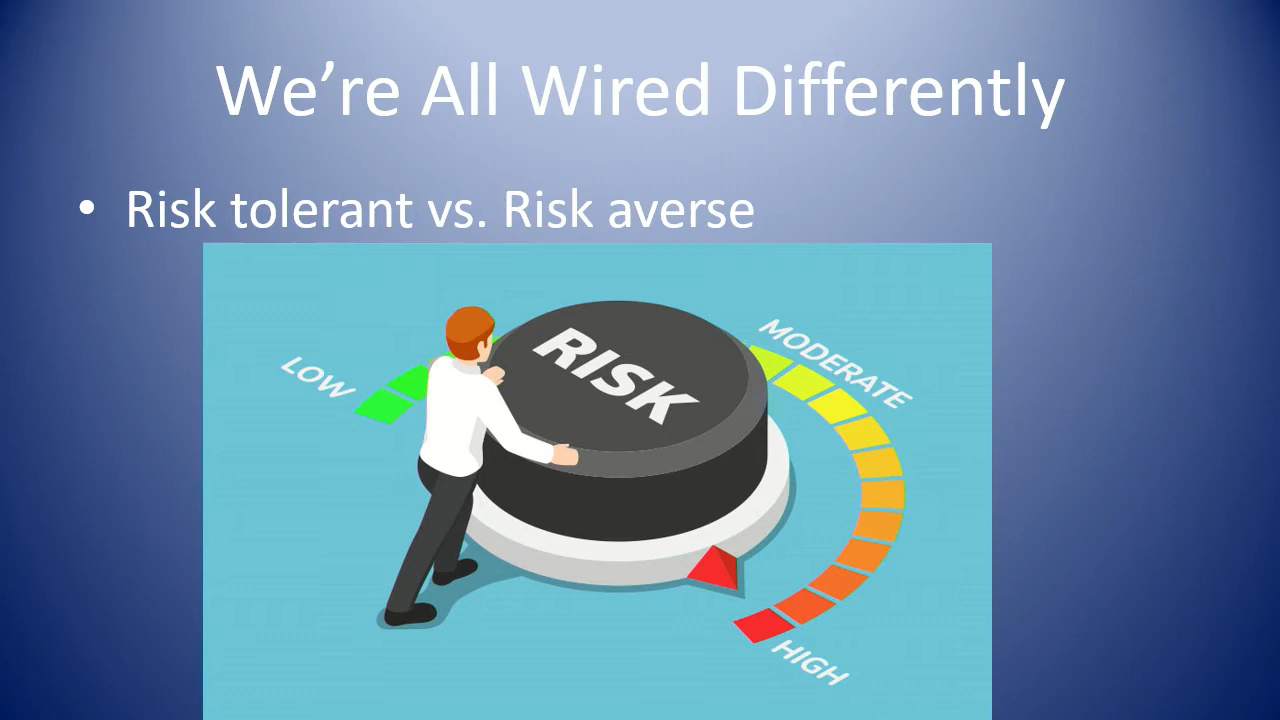 We’re All Wired Differently
• Risk tolerant vs. Risk averse
LOW
RISK
MODERATE
HIGH